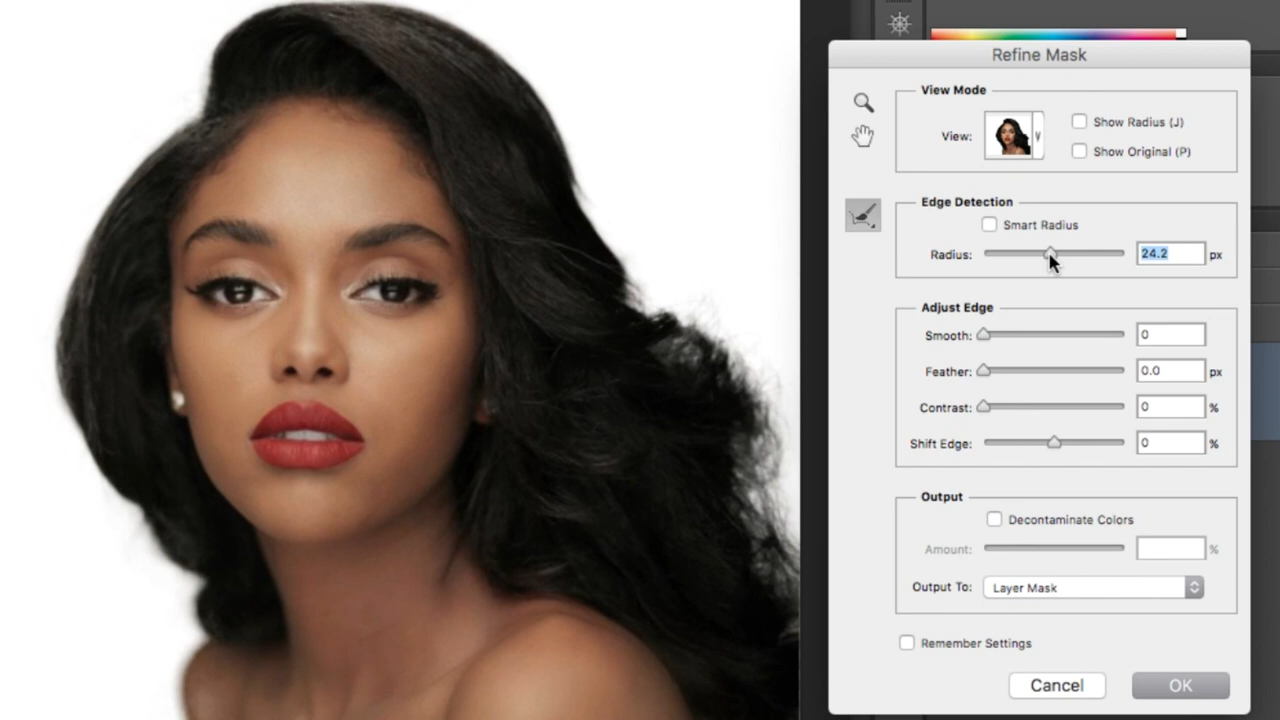 Refine Mask
View Mode
View:
Show Radius (J)
Show Original (P)
Edge Detection
Smart Radius
Radius: 24.2 px
Adjust Edge
Smooth: 0
Feather: 0.0 px
Contrast: 0 %
Shift Edge: 0 %
Output
Decontaminate Colors
Amount: %
Output To: Layer Mask
Remember Settings
Cancel OK